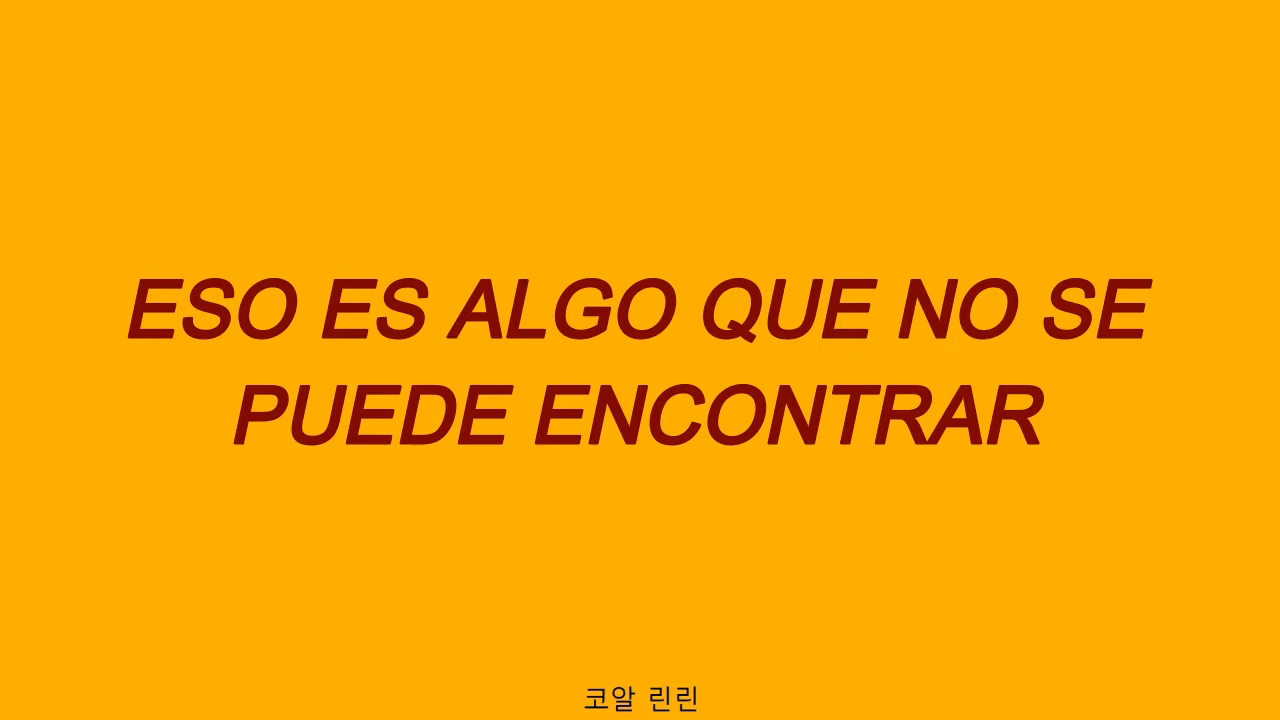 ESO ES ALGO QUE NO SE
PUEDE ENCONTRAR
코알 린린